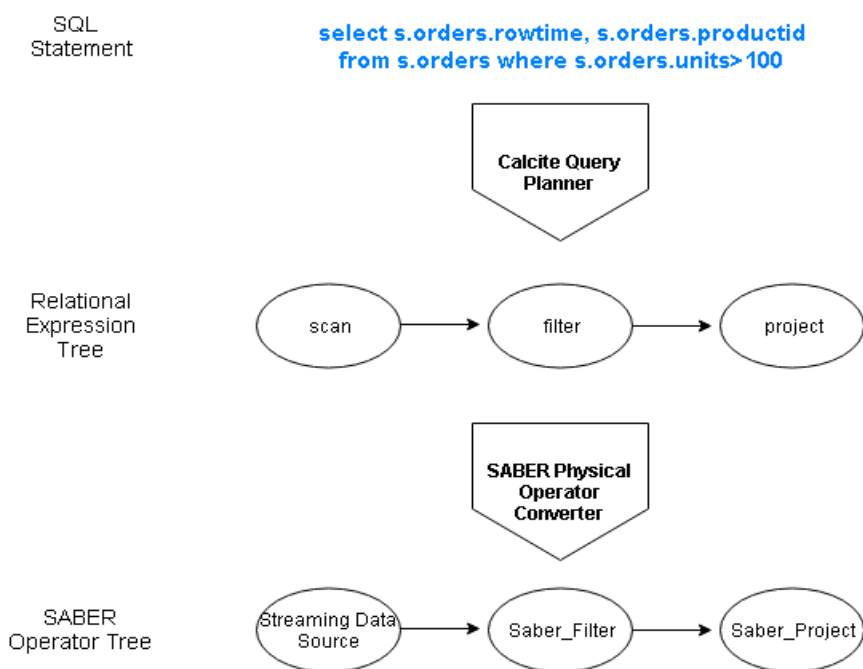 SQL
Statement
select s.orders.rowtime, s.orders.productid
from s.orders where s.orders.units>100
Calcite Query
Planner
Relational
Expression
Tree
scan
filter
project
SABER Physical
Operator
Converter
SABER
Operator Tree
Streaming Data
Source
Saber_Filter
Saber_Project